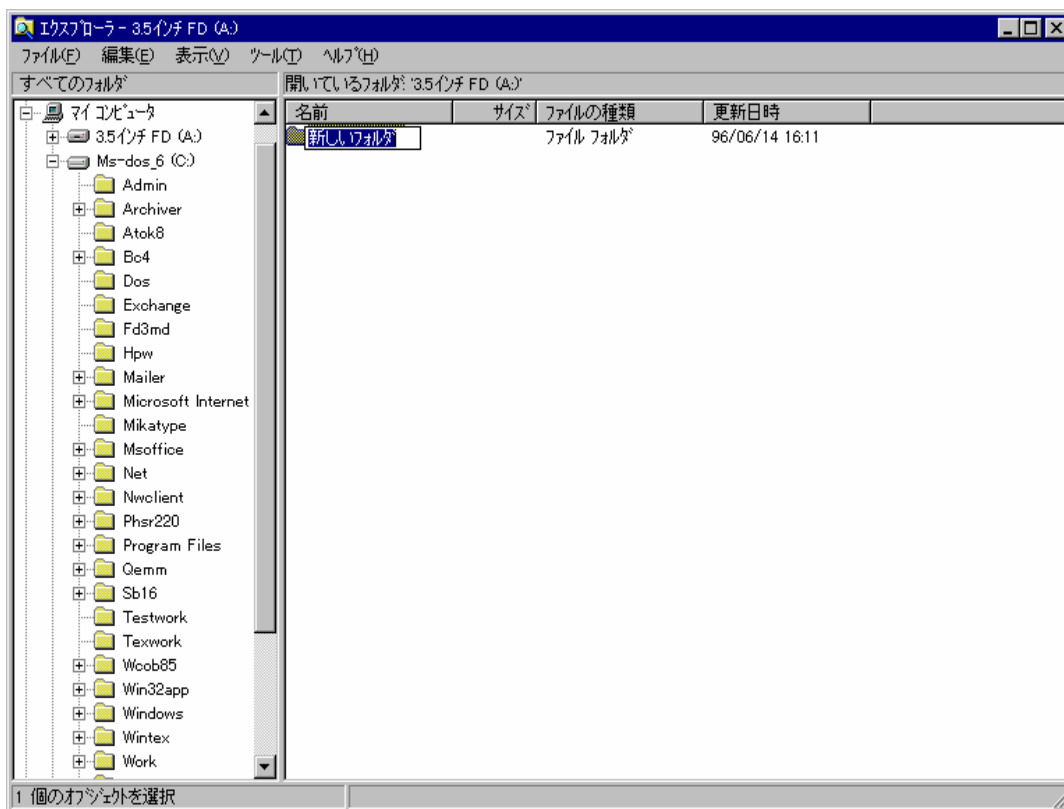 エクスプローラ - 3.5インチ FD (A:)
ファイル(F) 編集(E) 表示(V) ツール(T) ヘルプ(H)
すべてのフォルダ
開いているフォルダ: '3.5インチ FD (A:)'
マイ コンピュータ
3.5インチ FD (A:)
Ms-dos_6 (C:)
Admin
Archiver
Atok8
Bc4
Dos
Exchange
Fd3md
Hpw
Mailer
Microsoft Internet
Mikatype
Msoffice
Net
Nwclient
Phsr220
Program Files
Qemm
Sb16
Testwork
Texwork
Wcob85
Win32app
Windows
Wintex
Work
名前 サイズ ファイルの種類 更新日時
新しいフォルダ ファイル フォルダ 96/06/14 16:11
1 個のオブジェクトを選択